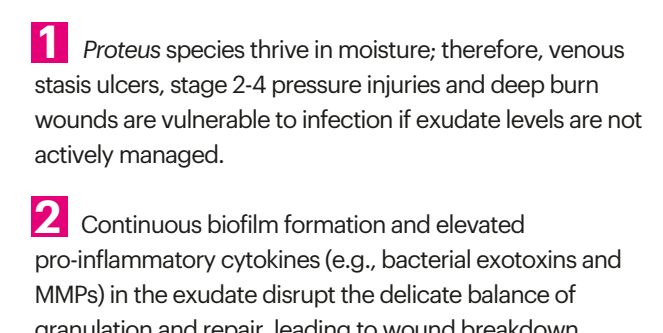 1 Proteus species thrive in moisture; therefore, venous
stasis ulcers, stage 2-4 pressure injuries and deep burn
wounds are vulnerable to infection if exudate levels are not
actively managed.
2 Continuous biofilm formation and elevated
pro-inflammatory cytokines (e.g., bacterial exotoxins and
MMPs) in the exudate disrupt the delicate balance of
granulation and repair, leading to wound breakdown